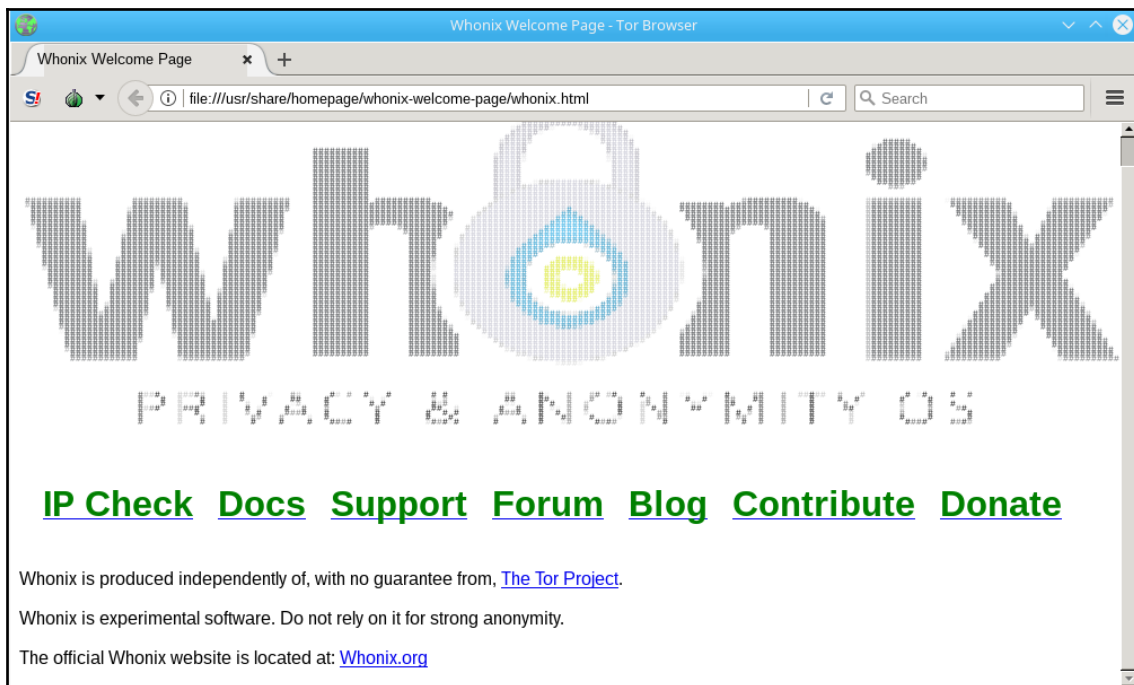 Whonix Welcome Page - Tor Browser
Whonix Welcome Page
S!
file:///usr/share/homepage/whonix-welcome-page/whonix.html
Search
whonix
PRIVACY & ANONYMITY OS
IP Check Docs Support Forum Blog Contribute Donate
Whonix is produced independently of, with no guarantee from, The Tor Project.
Whonix is experimental software. Do not rely on it for strong anonymity.
The official Whonix website is located at: Whonix.org